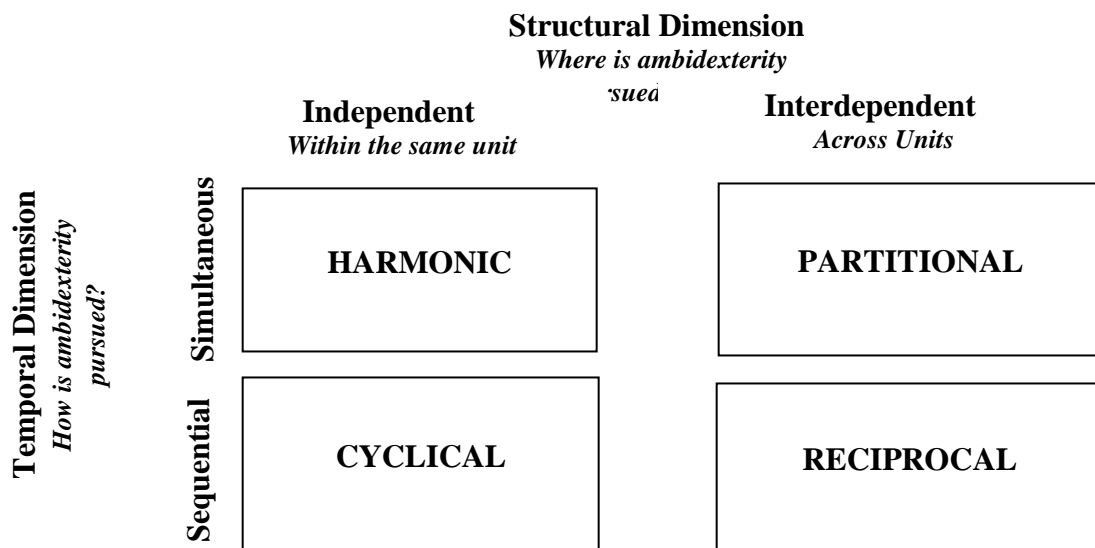 Structural Dimension
Where is ambidexterity
Independent
Within the same unit
Interdependent
Across Units
Temporal Dimension
How is ambidexterity
pursued?
Simultaneous
HARMONIC
PARTITIONAL
Sequential
CYCLICAL
RECIPROCAL